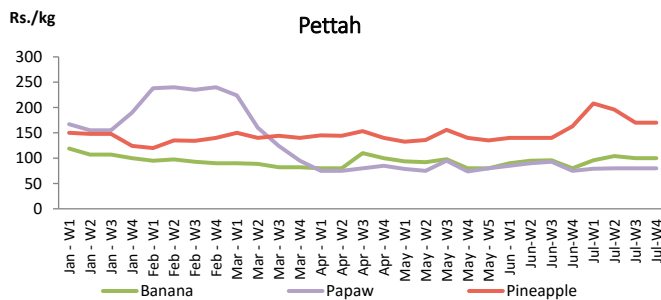 Rs./kg
Pettah
300
250
200
150
100
50
0
Jan - W1
Jan - W2
Jan - W3
Jan - W4
Feb - W1
Feb - W2
Feb - W3
Feb - W4
Mar - W1
Mar - W2
Mar - W3
Mar - W4
Apr - W1
Apr - W2
Apr - W3
Apr - W4
May - W1
May - W2
May - W3
May - W4
May - W5
Jun - W1
Jun-W2
Jun-W3
Jun-W4
Jul-W1
Jul-W2
Jul-W3
Jul-W4
Banana Papaw Pineapple